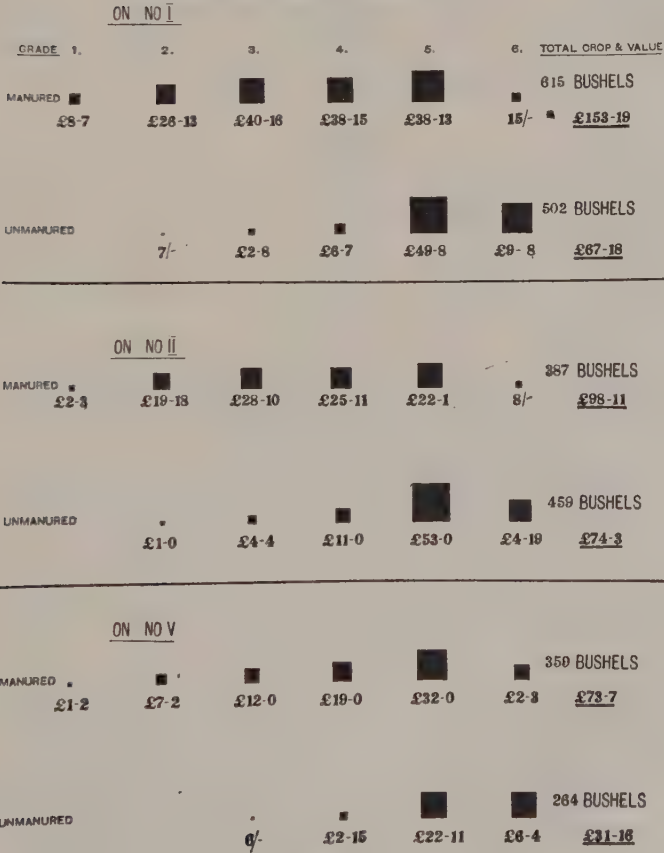 ON NO I
GRADE 1. 2. 3. 4. 5. 6. TOTAL CROP & VALUE
MANURED 615 BUSHELS
£8-7 £26-13 £40-16 £38-15 £38-13 15/- £153-19
UNMANURED 502 BUSHELS
7/- £2-8 £6-7 £49-8 £9-8 £67-18
ON NO II
MANURED 387 BUSHELS
£2-3 £19-18 £28-10 £25-11 £22-1 8/- £98-11
UNMANURED 459 BUSHELS
£1-0 £4-4 £11-0 £53-0 £4-19 £74-3
ON NO V
MANURED 359 BUSHELS
£1-2 £7-2 £12-0 £19-0 £32-0 £2-3 £73-7
UNMANURED 264 BUSHELS
6/- £2-15 £22-11 £6-4 £31-16